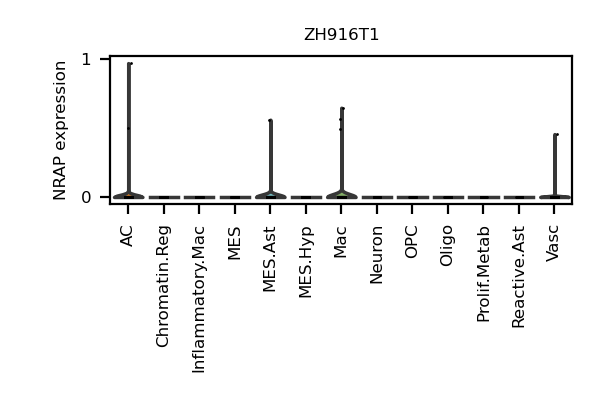 ZH916T1
NRAP expression
1
0
AC
Chromatin.Reg
Inflammatory.Mac
MES
MES.Ast
MES.Hyp
Mac
Neuron
OPC
Oligo
Prolif.Metab
Reactive.Ast
Vasc